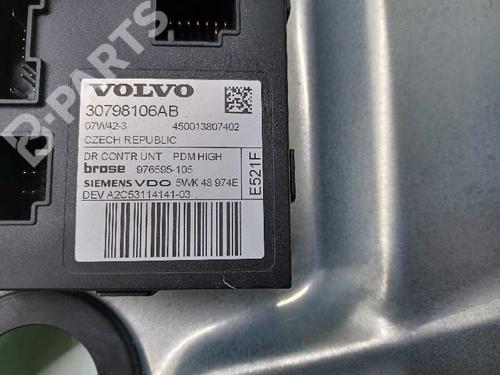 VOLVO
30798106AB
07W42-3 450013807402
CZECH REPUBLIC
DR CONTR UNT PDM HIGH
brose 976595-105
SIEMENS VDO 5WK 48 974E
DEV A2C53114141-03
E521F
B-PARTS